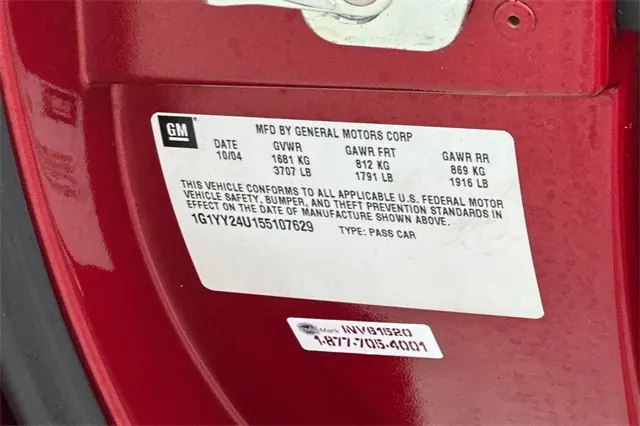 GM
MFD BY GENERAL MOTORS CORP
DATE GVWR GAWR FRT GAWR RR
10/04 1681 KG 812 KG 869 KG
3707 LB 1791 LB 1916 LB
THIS VEHICLE CONFORMS TO ALL APPLICABLE U.S. FEDERAL MOTOR
VEHICLE SAFETY, BUMPER, AND THEFT PREVENTION STANDARDS IN
EFFECT ON THE DATE OF MANUFACTURE SHOWN ABOVE.
1G1YY24U155107629 TYPE: PASS CAR
Mark INV61520
1-877-705-4001